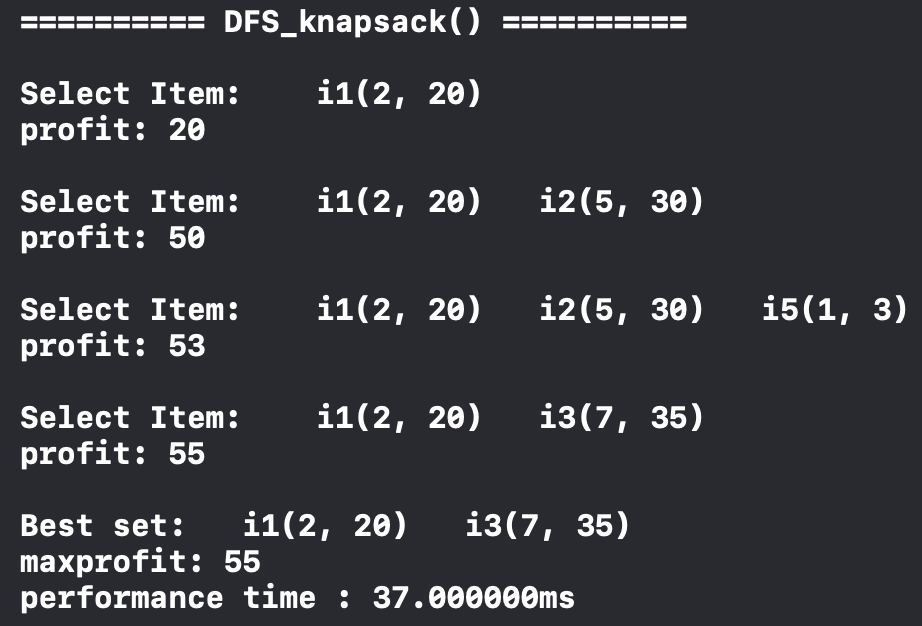 ========== DFS_knapsack() ==========
Select Item:    i1(2, 20)
profit: 20
Select Item:    i1(2, 20)   i2(5, 30)
profit: 50
Select Item:    i1(2, 20)   i2(5, 30)   i5(1, 3)
profit: 53
Select Item:    i1(2, 20)   i3(7, 35)
profit: 55
Best set:   i1(2, 20)   i3(7, 35)
maxprofit: 55
performance time : 37.000000ms